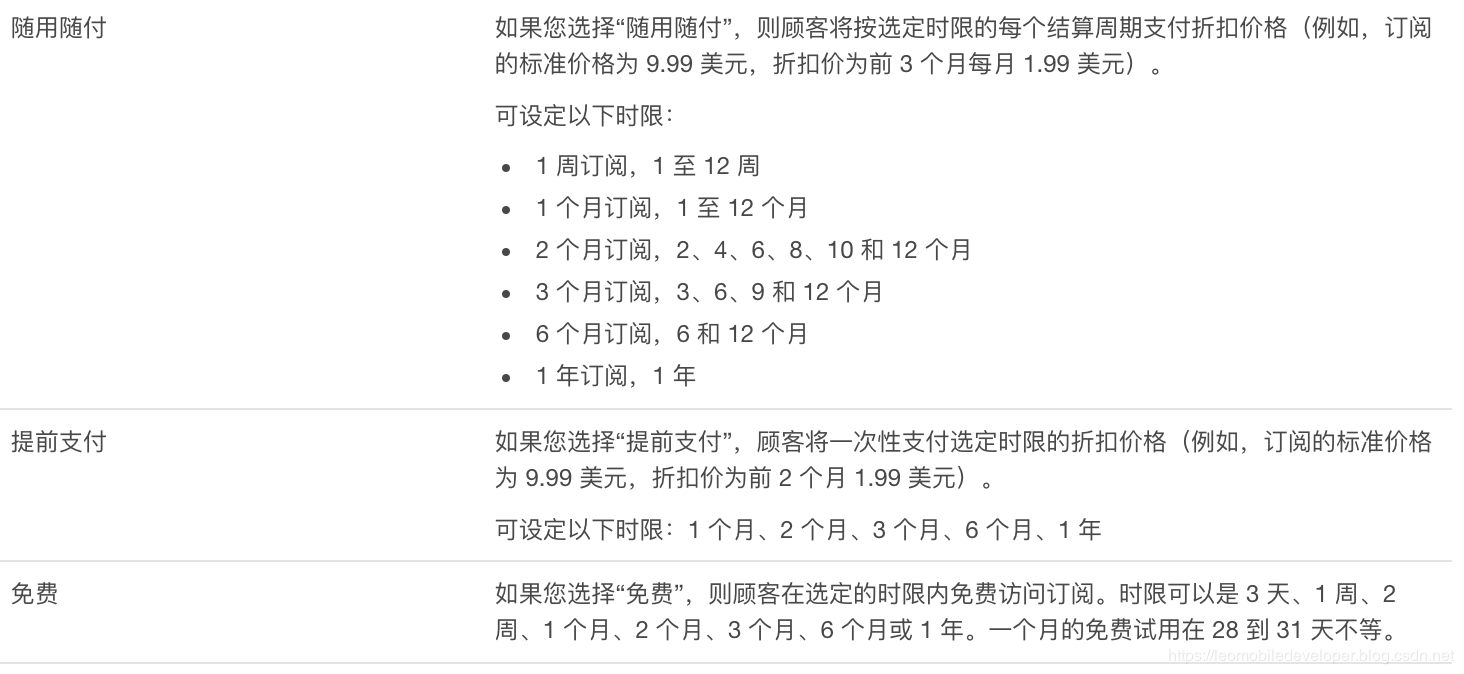 随用随付
如果您选择“随用随付”，则顾客将按选定时限的每个结算周期支付折扣价格（例如，订阅
的标准价格为 9.99 美元，折扣价为前 3 个月每月 1.99 美元）。
可设定以下时限：
• 1 周订阅，1 至 12 周
• 1 个月订阅，1 至 12 个月
• 2 个月订阅，2、4、6、8、10 和 12 个月
• 3 个月订阅，3、6、9 和 12 个月
• 6 个月订阅，6 和 12 个月
• 1 年订阅，1 年
提前支付
如果您选择“提前支付”，顾客将一次性支付选定时限的折扣价格（例如，订阅的标准价格
为 9.99 美元，折扣价为前 2 个月 1.99 美元）。
可设定以下时限：1 个月、2 个月、3 个月、6 个月、1 年
免费
如果您选择“免费”，则顾客在选定的时限内免费访问订阅。时限可以是 3 天、1 周、2
周、1 个月、2 个月、3 个月、6 个月或 1 年。一个月的免费试用在 28 到 31 天不等。
https://leomobiledeveloper.blog.csdn.net